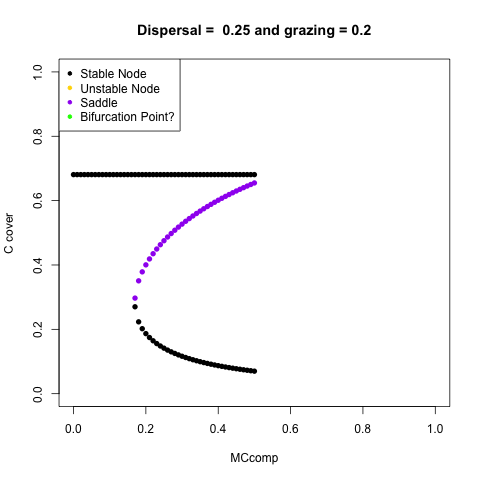 Dispersal =  0.25 and grazing = 0.2
Stable Node
Unstable Node
Saddle
Bifurcation Point?
C cover
1.0
0.8
0.6
0.4
0.2
0.0
0.0 0.2 0.4 0.6 0.8 1.0
MCcomp